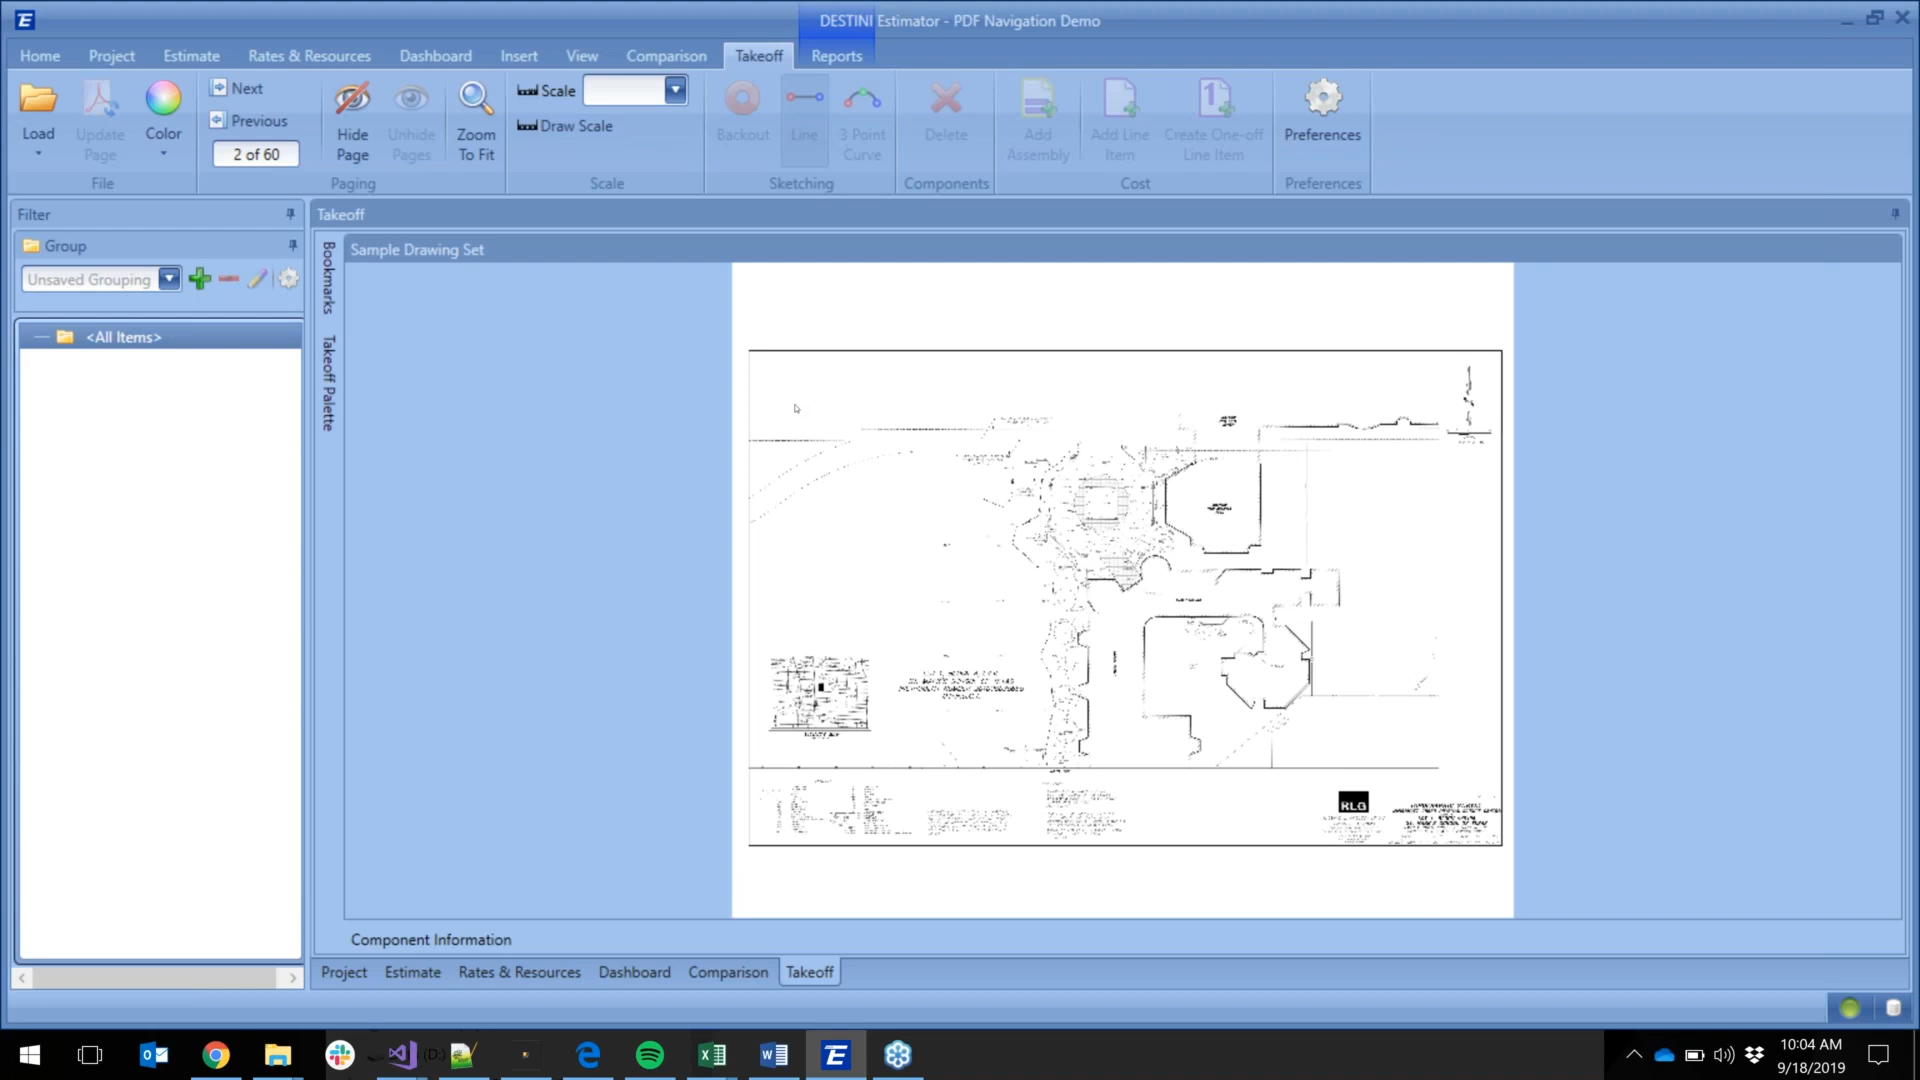 DESTINI Estimator - PDF Navigation Demo
Home Project Estimate Rates & Resources Dashboard Insert View Comparison Takeoff Reports
Load
Update Page
Color
Next
Previous
2 of 60
Hide Page
Unhide Pages
Zoom To Fit
Scale
Draw Scale
Backout
Line
3 Point Curve
Delete
Add Assembly
Add Line Item
Create One-off Line Item
Preferences
File Paging Scale Sketching Components Cost Preferences
Filter
Group
Unsaved Grouping
<All Items>
Takeoff
Bookmarks
Takeoff Palette
Sample Drawing Set
RLG
Component Information
Project Estimate Rates & Resources Dashboard Comparison Takeoff
(D:)
10:04 AM
9/18/2019